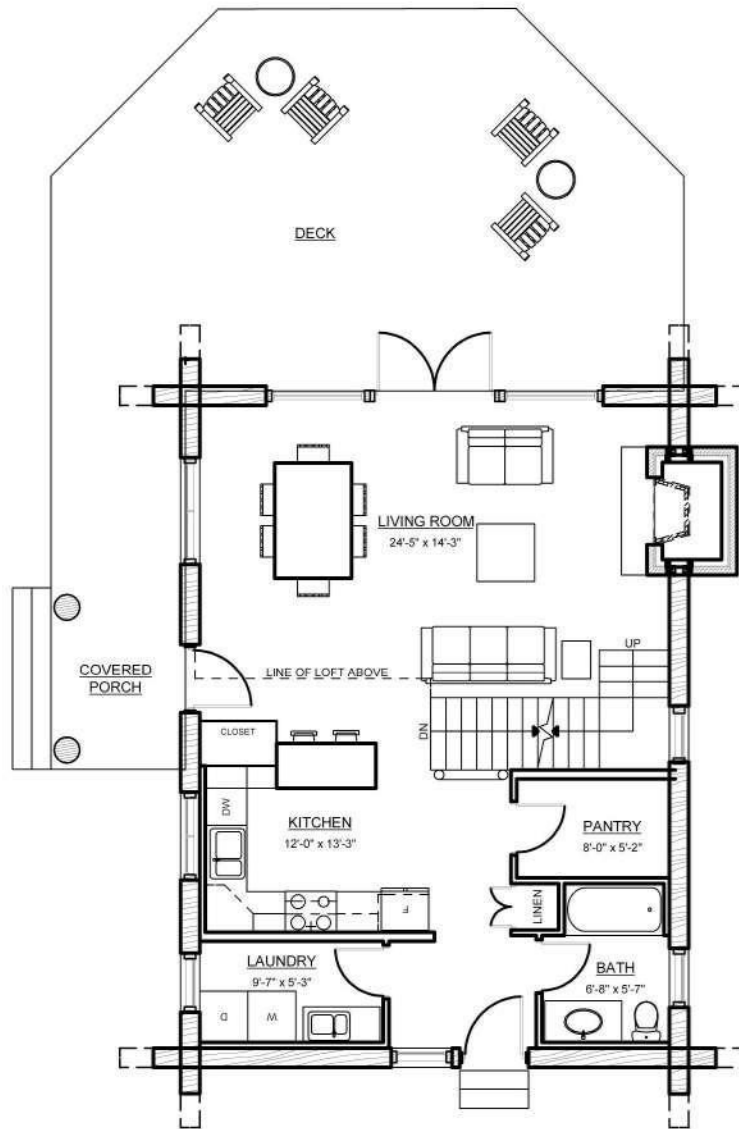 DECK
LIVING ROOM
24'-5" x 14'-3"
UP
COVERED
PORCH
LINE OF LOFT ABOVE
DN
CLOSET
DW
KITCHEN
12'-0" x 13'-3"
PANTRY
8'-0" x 5'-2"
F
LINEN
LAUNDRY
9'-7" x 5'-3"
BATH
6'-8" x 5'-7"
D
W